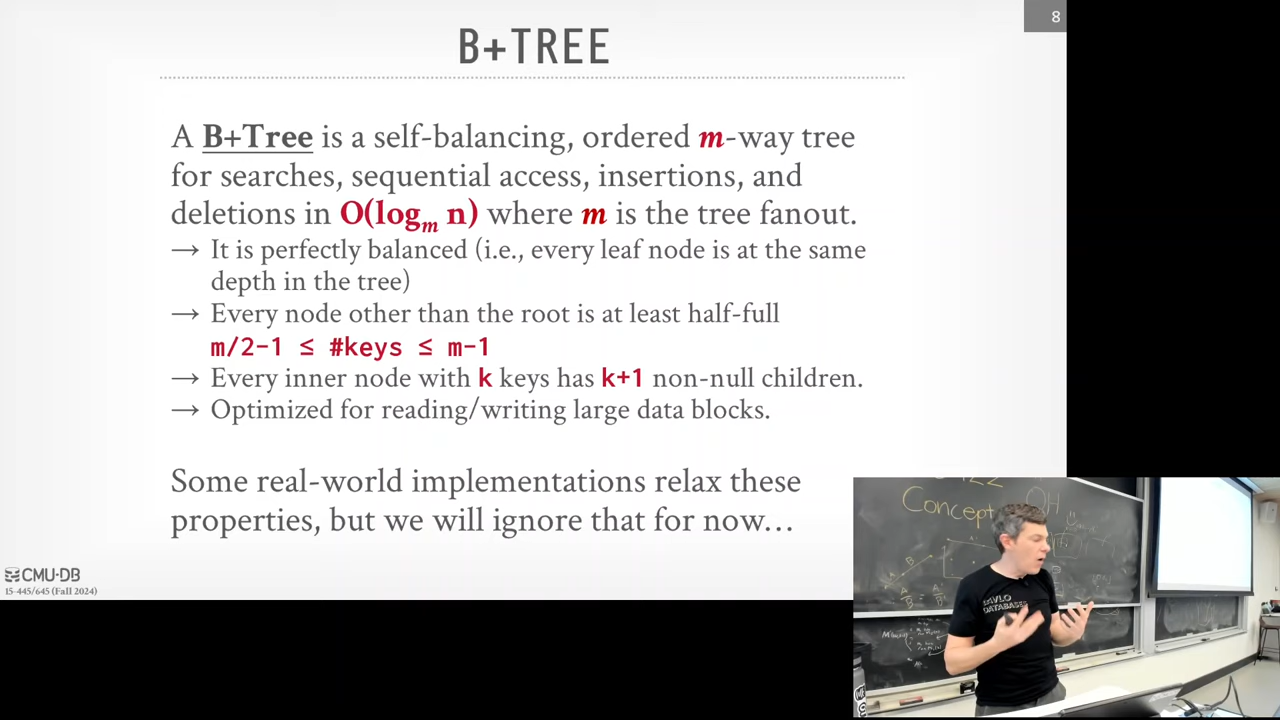 8
B+TREE
A B+Tree is a self-balancing, ordered m-way tree
for searches, sequential access, insertions, and
deletions in O(logm n) where m is the tree fanout.
→ It is perfectly balanced (i.e., every leaf node is at the same
depth in the tree)
→ Every node other than the root is at least half-full
m/2-1 ≤ #keys ≤ m-1
→ Every inner node with k keys has k+1 non-null children.
→ Optimized for reading/writing large data blocks.
Some real-world implementations relax these
properties, but we will ignore that for now…
CMU·DB
15-445/645 (Fall 2024)
Concept OH
DATABASES